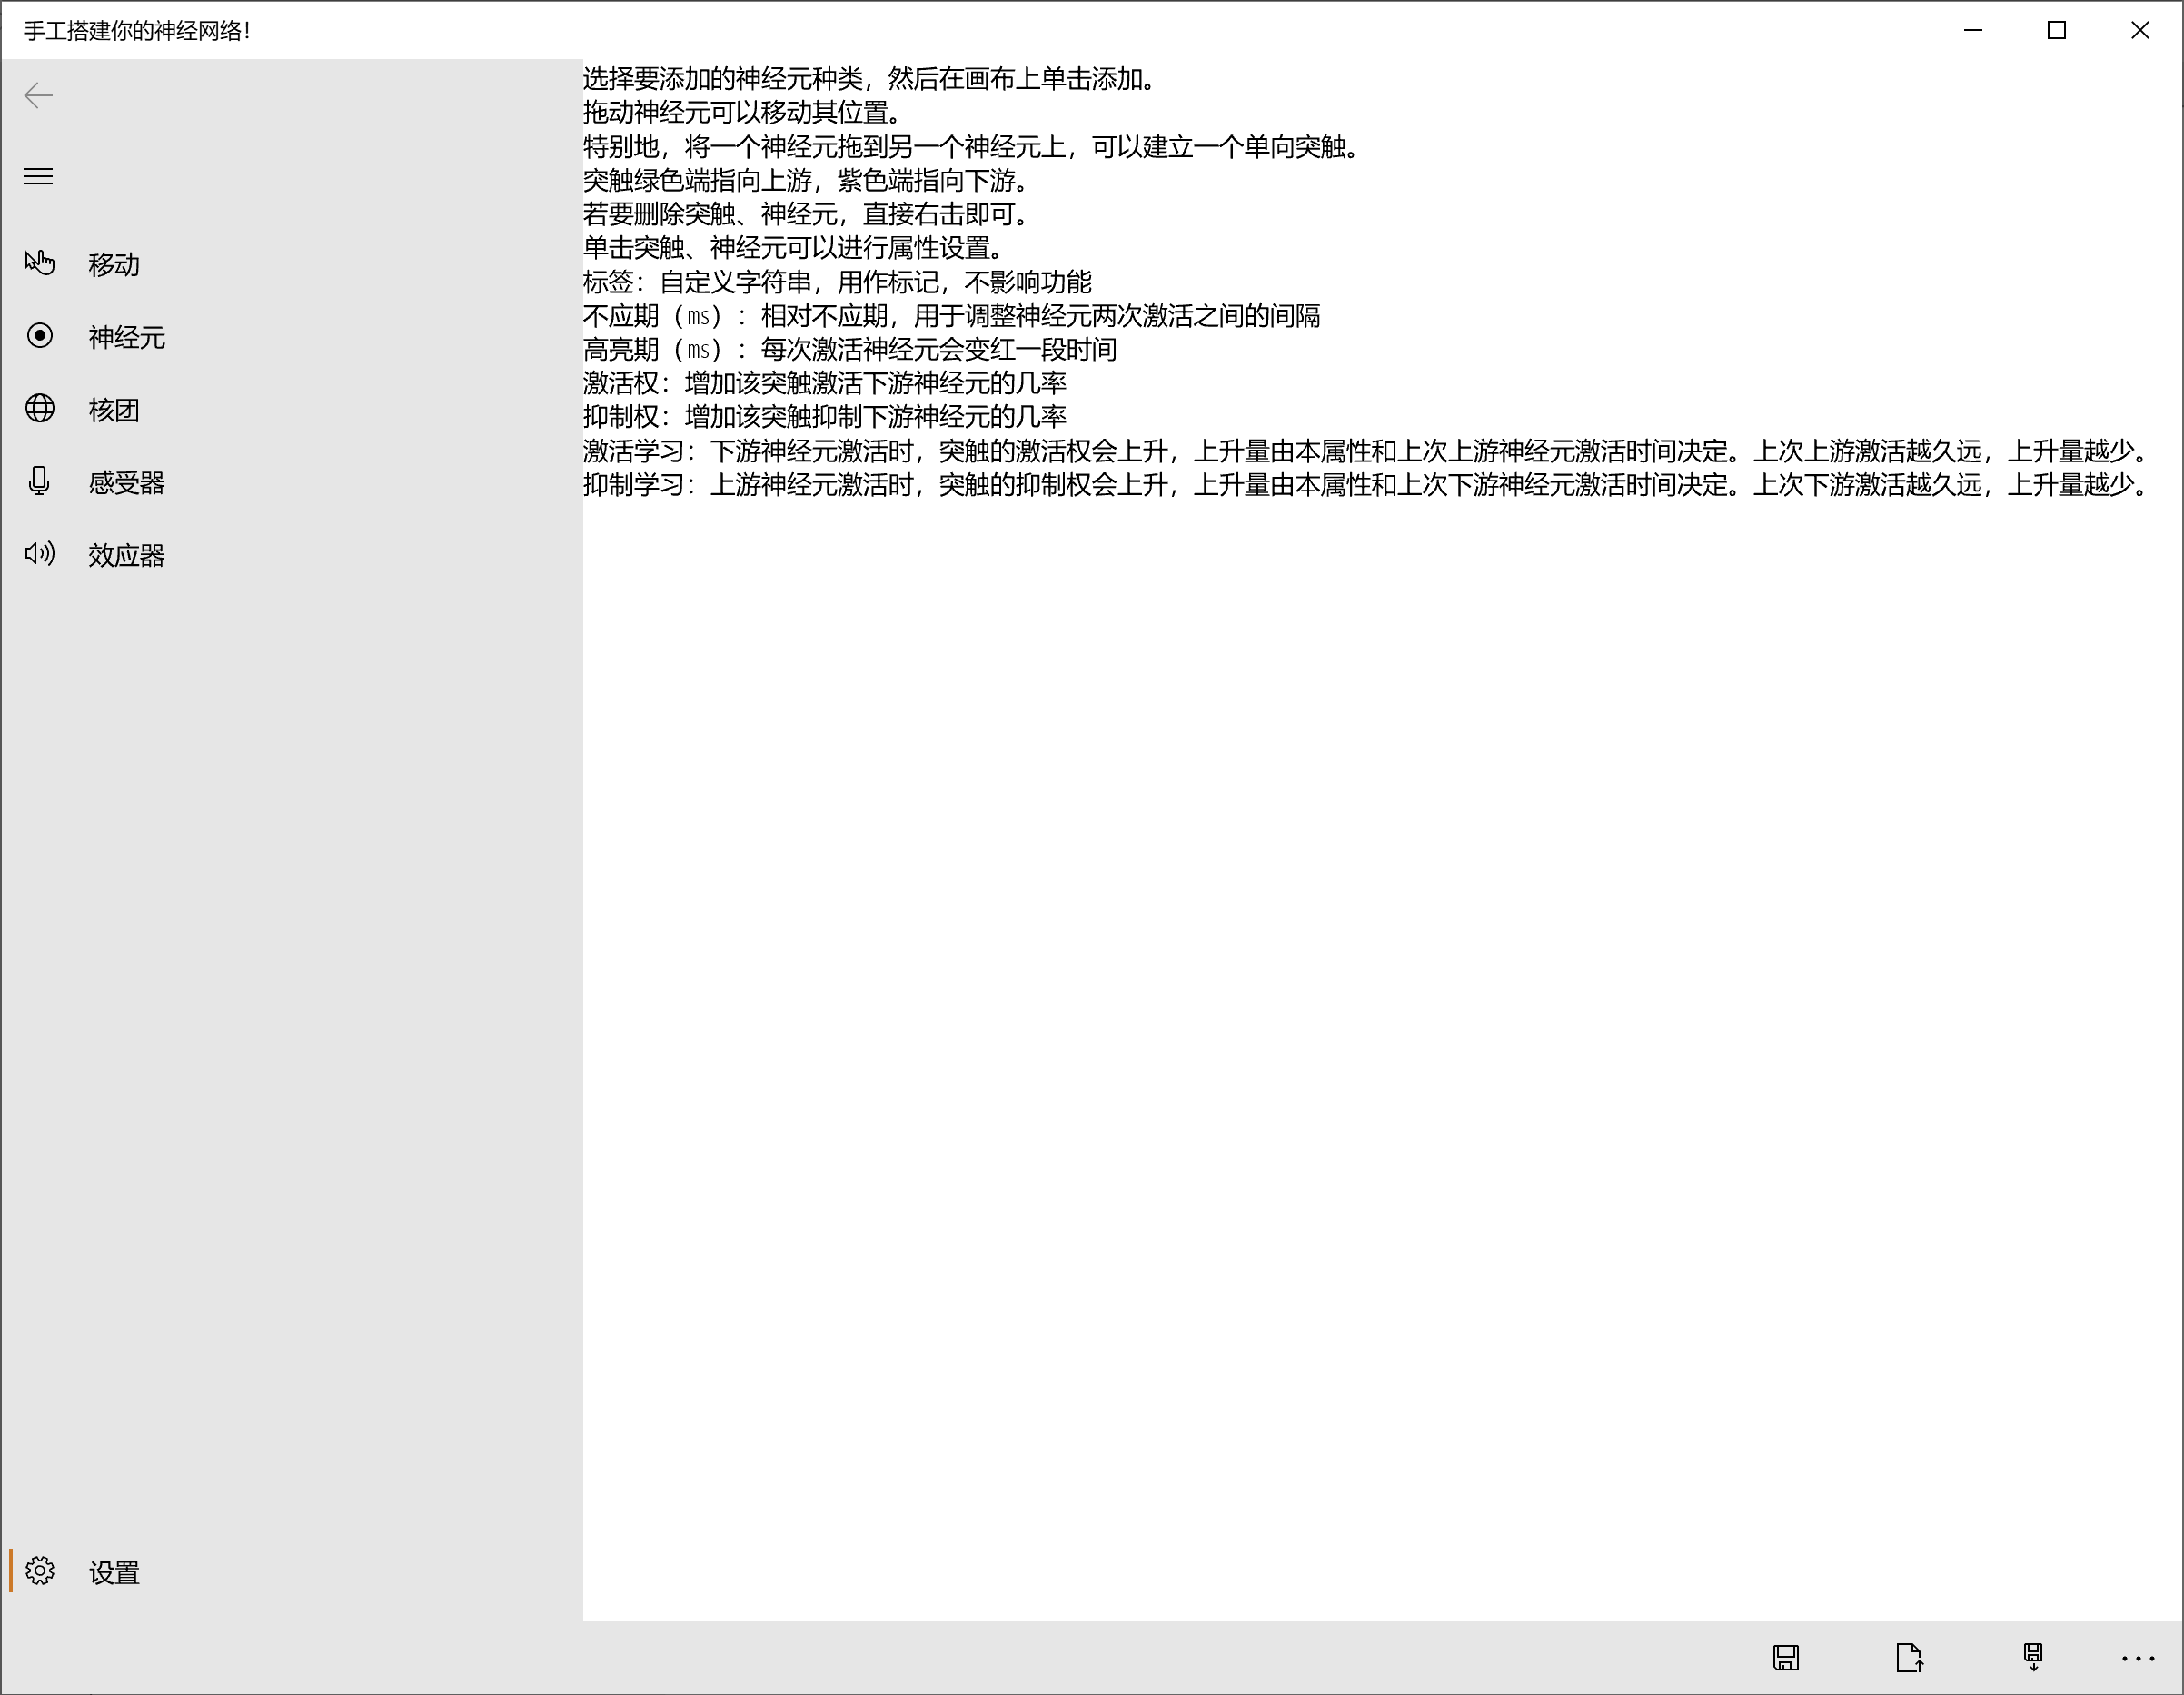 手工搭建你的神经网络！
移动
神经元
核团
感受器
效应器
设置
选择要添加的神经元种类，然后在画布上单击添加。
拖动神经元可以移动其位置。
特别地，将一个神经元拖到另一个神经元上，可以建立一个单向突触。
突触绿色端指向上游，紫色端指向下游。
若要删除突触、神经元，直接右击即可。
单击突触、神经元可以进行属性设置。
标签：自定义字符串，用作标记，不影响功能
不应期（㎳）：相对不应期，用于调整神经元两次激活之间的间隔
高亮期（㎳）：每次激活神经元会变红一段时间
激活权：增加该突触激活下游神经元的几率
抑制权：增加该突触抑制下游神经元的几率
激活学习：下游神经元激活时，突触的激活权会上升，上升量由本属性和上次上游神经元激活时间决定。上次上游激活越久远，上升量越少。
抑制学习：上游神经元激活时，突触的抑制权会上升，上升量由本属性和上次下游神经元激活时间决定。上次下游激活越久远，上升量越少。